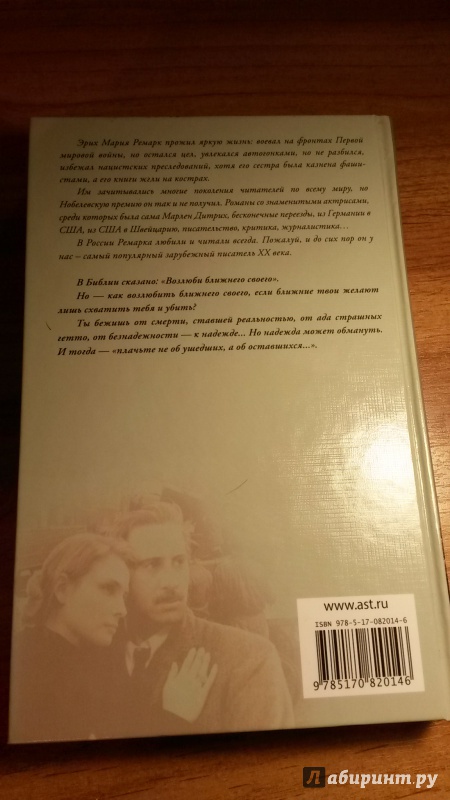 Эрих Мария Ремарк прожил яркую жизнь: воевал на фронтах Первой
мировой войны, но остался цел, увлекался автогонками, но не разбился,
избежал нацистских преследований, хотя его сестра была казнена фаши-
стами, а его книги жгли на кострах.
Им зачитывались многие поколения читателей по всему миру, но
Нобелевскую премию он так и не получил. Романы со знаменитыми актрисами,
среди которых была сама Марлен Дитрих, бесконечные переезды, из Германии в
США, из США в Швейцарию, писательство, критика, журналистика...
В России Ремарка любили и читали всегда. Пожалуй, и до сих пор он у
нас – самый популярный зарубежный писатель XX века.
В Библии сказано: «Возлюби ближнего своего».
Но — как возлюбить ближнего своего, если ближние твои желают
лишь схватить тебя и убить?
Ты бежишь от смерти, ставшей реальностью, от ада страшных
гетто, от безнадежности — к надежде... Но надежда может обмануть.
И тогда — «плачьте не об ушедших, а об оставшихся...».
www.ast.ru
ISBN 978-5-17-082014-6
9 785170 820146
Лабиринт.ру